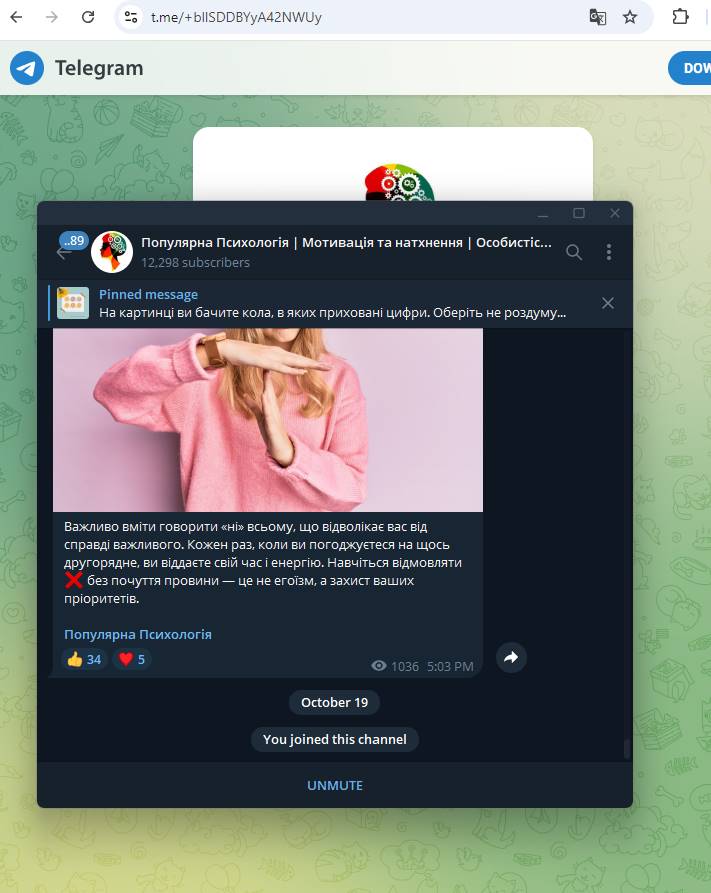 t.me/+bIISDDBYyA42NWUy
Telegram
DOW
..89
Популярна Психологія | Мотивація та натхнення | Особистіс...
12,298 subscribers
Pinned message
На картинці ви бачите кола, в яких приховані цифри. Оберіть не роздуму...
Важливо вміти говорити «ні» всьому, що відволікає вас від
справді важливого. Кожен раз, коли ви погоджуєтеся на щось
другорядне, ви віддаєте свій час і енергію. Навчіться відмовляти
❌ без почуття провини — це не егоїзм, а захист ваших
пріоритетів.
Популярна Психологія
👍 34 ❤️ 5
1036 5:03 PM
October 19
You joined this channel
UNMUTE